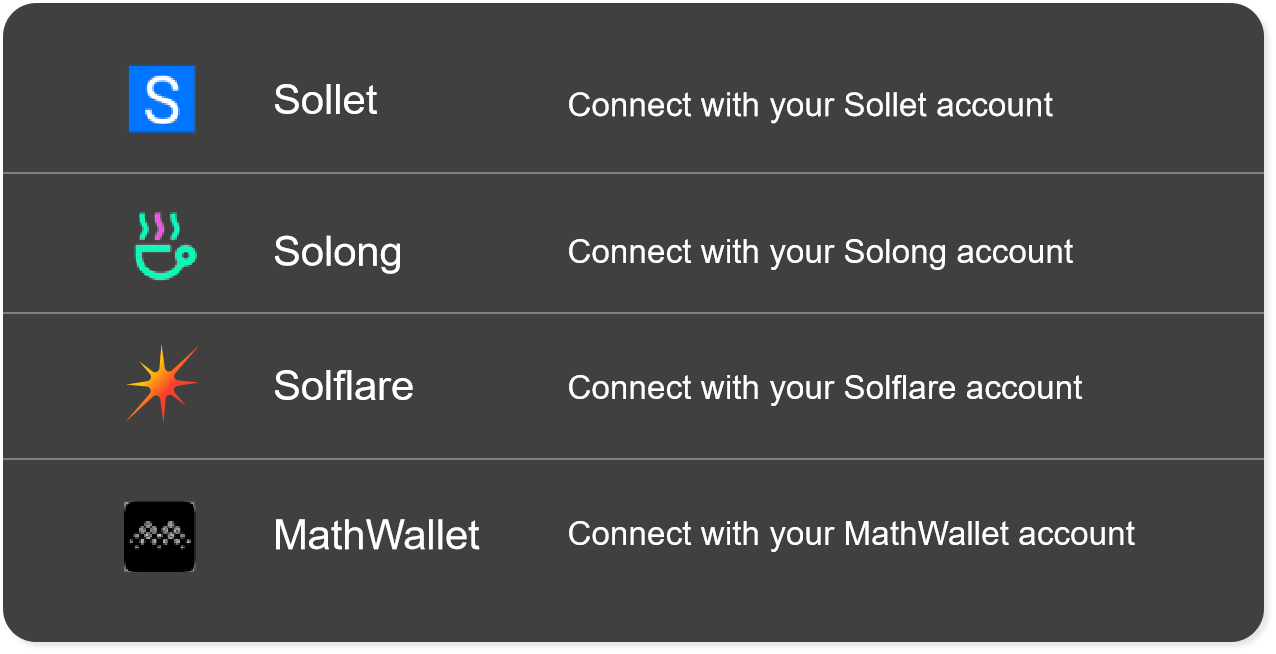 S
Sollet
Connect with your Sollet account
Solong
Connect with your Solong account
Solflare
Connect with your Solflare account
MathWallet
Connect with your MathWallet account